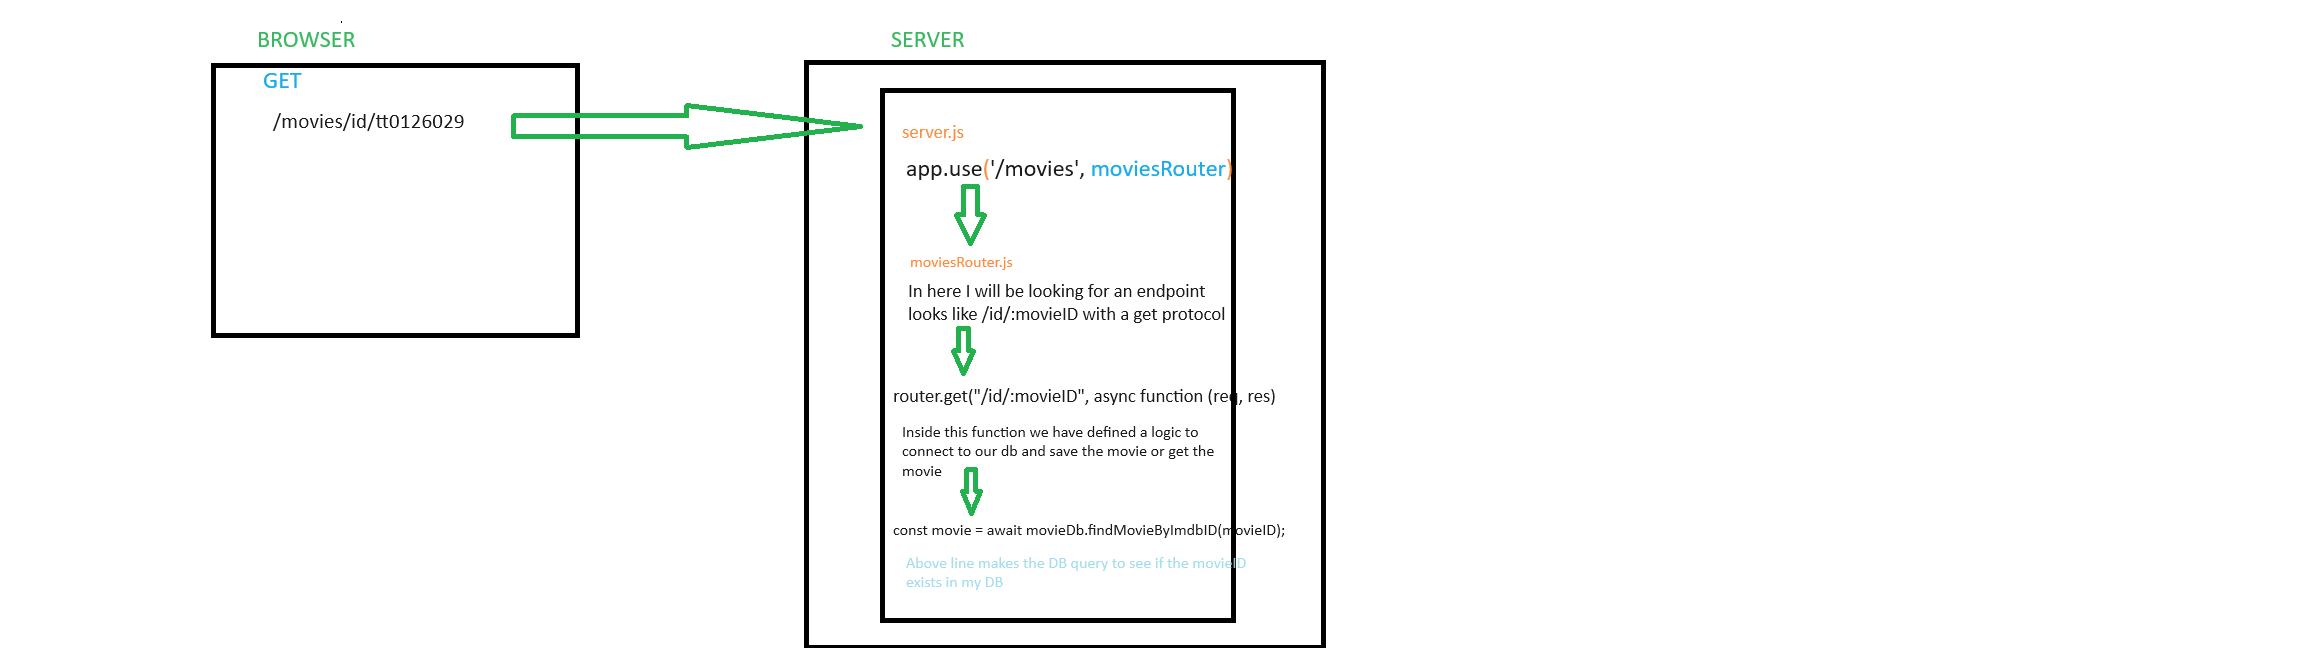 BROWSER
GET
/movies/id/tt0126029
SERVER
server.js
app.use('/movies', moviesRouter)
moviesRouter.js
In here I will be looking for an endpoint
looks like /id/:movieID with a get protocol
router.get("/id/:movieID", async function (req, res)
Inside this function we have defined a logic to
connect to our db and save the movie or get the
movie
const movie = await movieDb.findMovieByImdbID(movieID);
Above line makes the DB query to see if the movieID
exists in my DB